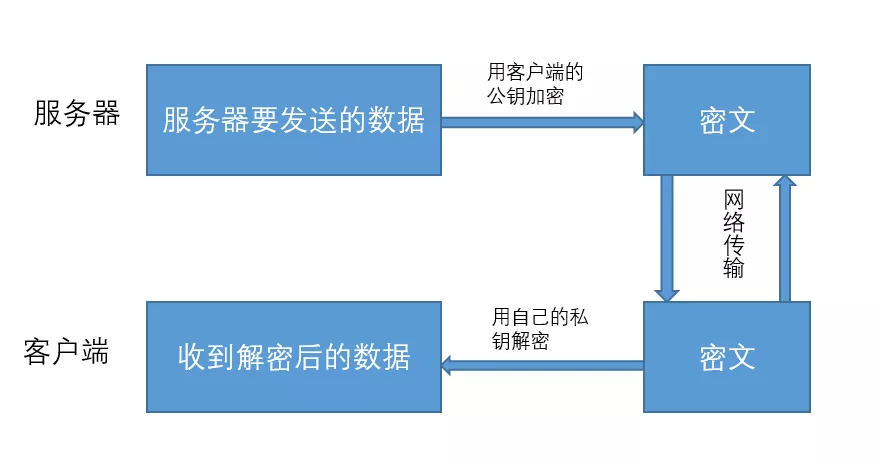 用客户端的
公钥加密
服务器
服务器要发送的数据
密文
网络传输
用自己的私
钥解密
客户端
收到解密后的数据
密文